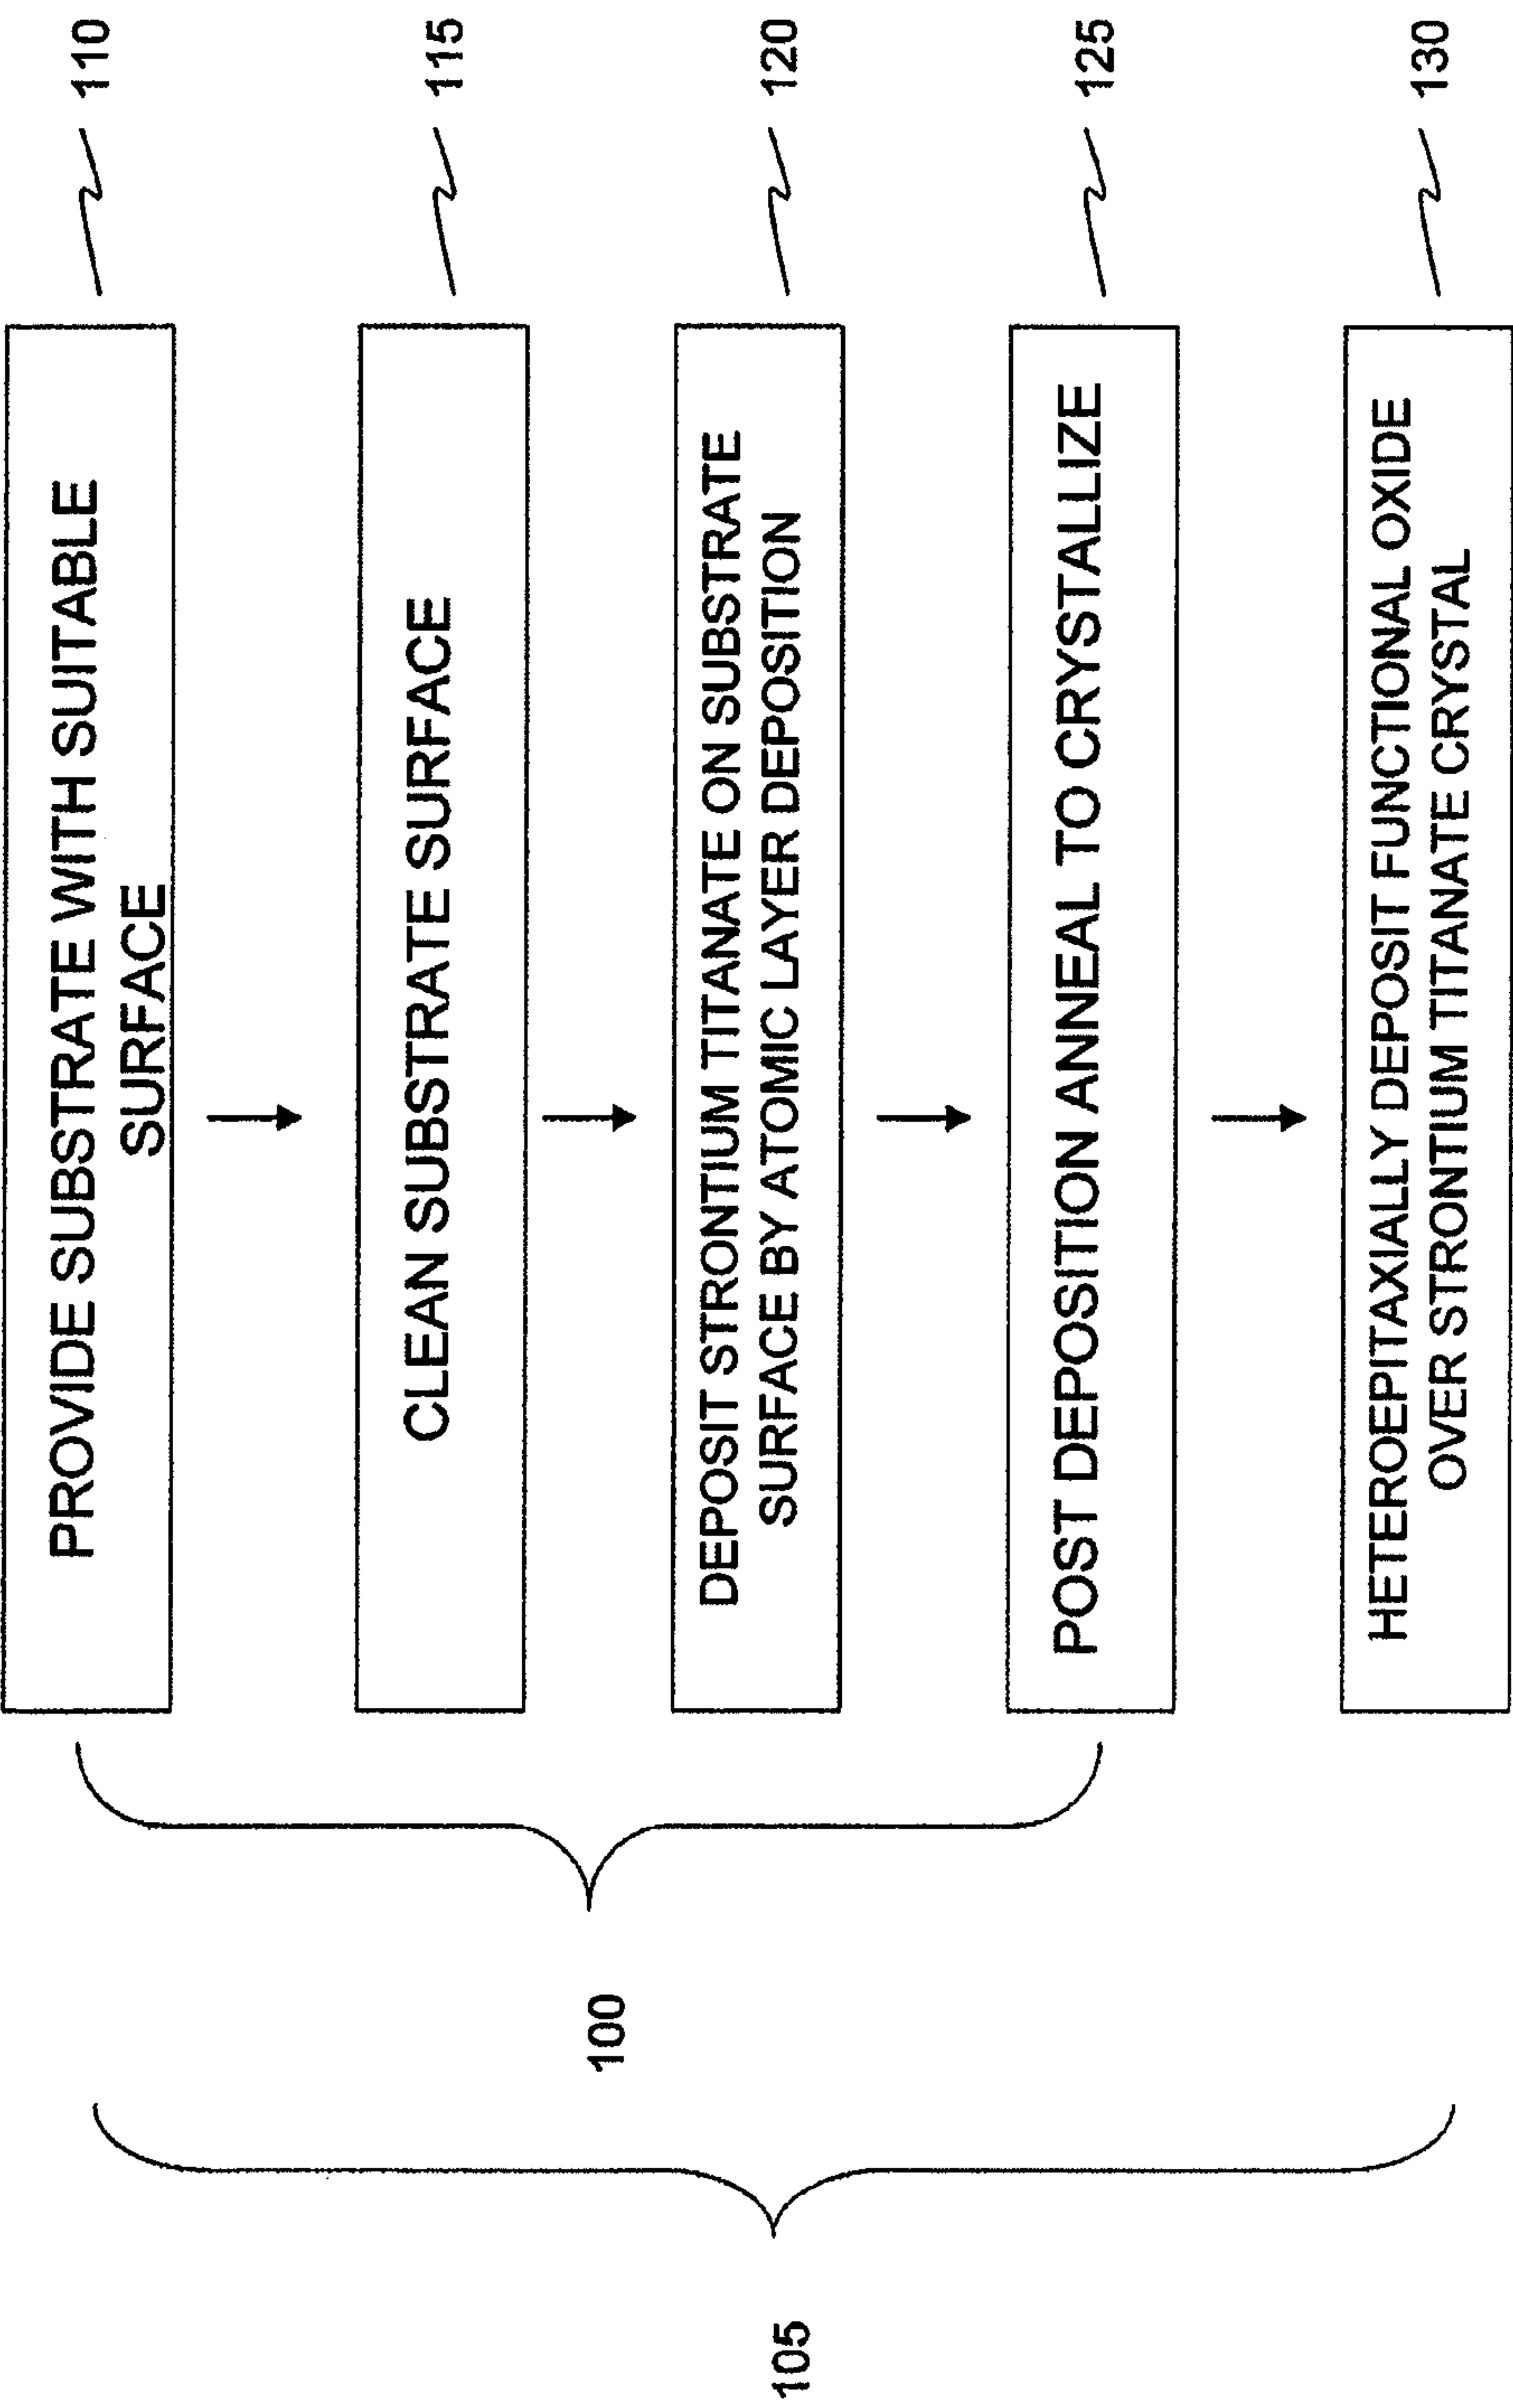 PROVIDE SUBSTRATE WITH SUITABLE
SURFACE
110
CLEAN SUBSTRATE SURFACE
115
DEPOSIT STRONTIUM TITANATE ON SUBSTRATE
SURFACE BY ATOMIC LAYER DEPOSITION
120
POST DEPOSITION ANNEAL TO CRYSTALLIZE
125
HETEROEPITAXIALLY DEPOSIT FUNCTIONAL OXIDE
OVER STRONTIUM TITANATE CRYSTAL
130
100
105